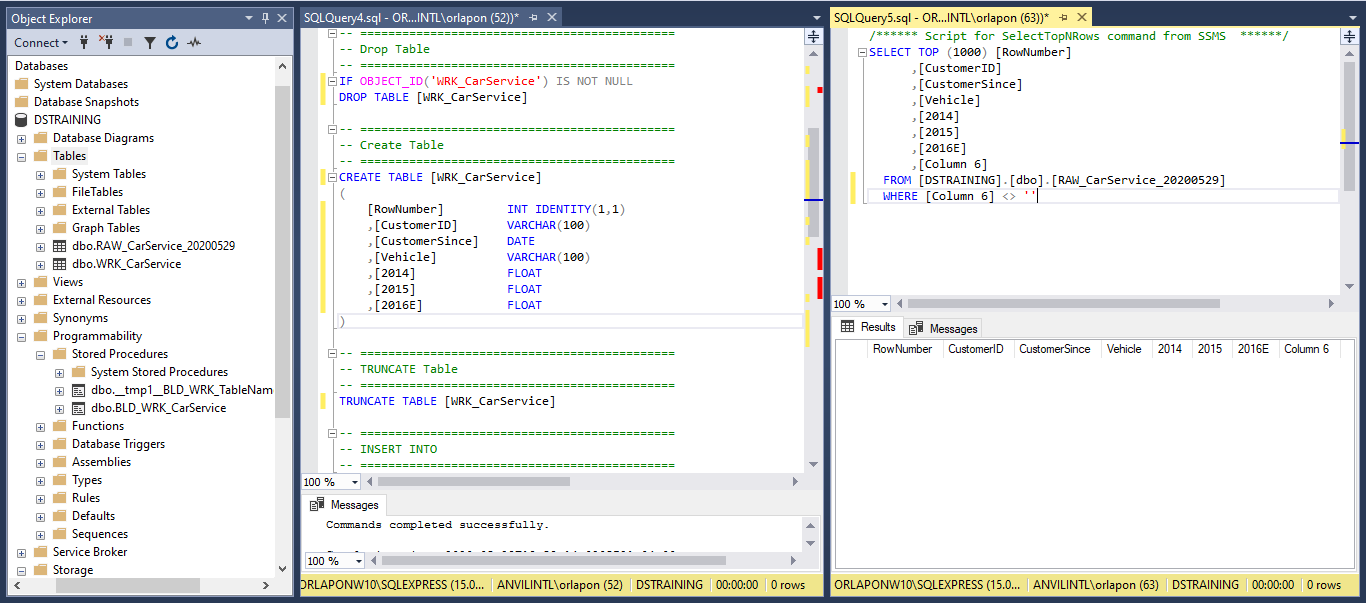 Object Explorer
Connect
Databases
System Databases
Database Snapshots
DSTRAINING
Database Diagrams
Tables
System Tables
FileTables
External Tables
Graph Tables
dbo.RAW_CarService_20200529
dbo.WRK_CarService
Views
External Resources
Synonyms
Programmability
Stored Procedures
System Stored Procedures
dbo.__tmp1__BLD_WRK_TableNam
dbo.BLD_WRK_CarService
Functions
Database Triggers
Assemblies
Types
Rules
Defaults
Sequences
Service Broker
Storage
SQLQuery4.sql - OR...INTL\orlapon (52))*
-- =============================================
-- Drop Table
-- =============================================
IF OBJECT_ID('WRK_CarService') IS NOT NULL
DROP TABLE [WRK_CarService]
-- =============================================
-- Create Table
-- =============================================
CREATE TABLE [WRK_CarService]
(
[RowNumber] INT IDENTITY(1,1)
,[CustomerID] VARCHAR(100)
,[CustomerSince] DATE
,[Vehicle] VARCHAR(100)
,[2014] FLOAT
,[2015] FLOAT
,[2016E] FLOAT
)
-- =============================================
-- TRUNCATE Table
-- =============================================
TRUNCATE TABLE [WRK_CarService]
-- =============================================
-- INSERT INTO
-- =============================================
100 %
Messages
Commands completed successfully.
100 %
ORLAPONW10\SQLEXPRESS (15.0... ANVILINTL\orlapon (52) DSTRAINING 00:00:00 0 rows
SQLQuery5.sql - OR...INTL\orlapon (63))*
/****** Script for SelectTopNRows command from SSMS ******/
SELECT TOP (1000) [RowNumber]
,[CustomerID]
,[CustomerSince]
,[Vehicle]
,[2014]
,[2015]
,[2016E]
,[Column 6]
FROM [DSTRAINING].[dbo].[RAW_CarService_20200529]
WHERE [Column 6] <> ''
100 %
Results Messages
RowNumber CustomerID CustomerSince Vehicle 2014 2015 2016E Column 6
ORLAPONW10\SQLEXPRESS (15.0... ANVILINTL\orlapon (63) DSTRAINING 00:00:00 0 rows